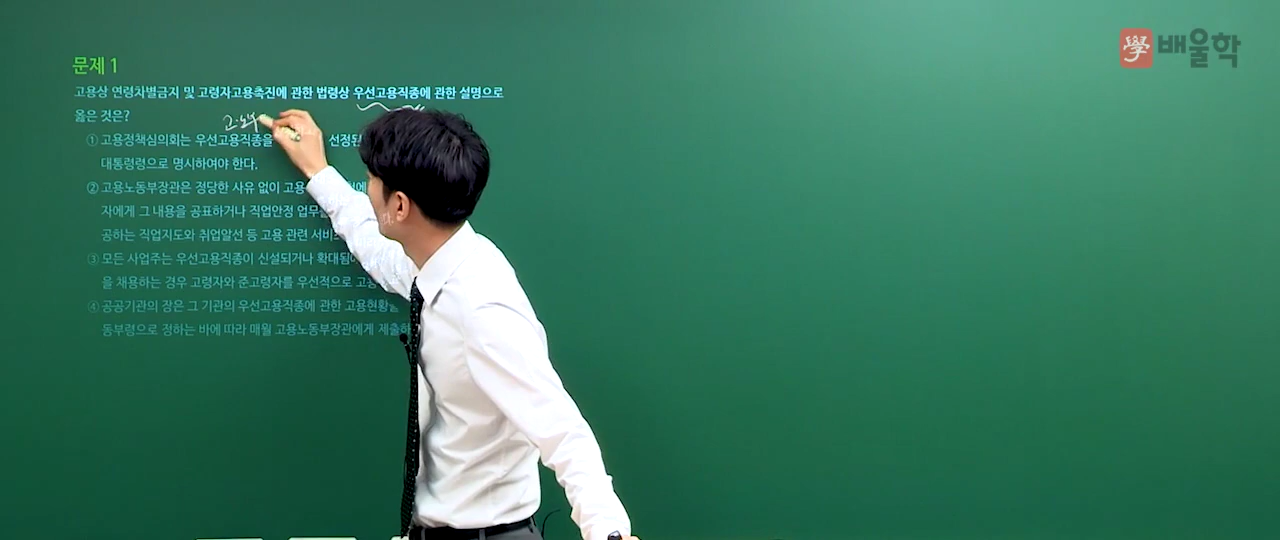 學 배울학
문제 1
고용상 연령차별금지 및 고령자고용촉진에 관한 법령상 우선고용직종에 관한 설명으로
옳은 것은?
고·노부
① 고용정책심의회는 우선고용직종을 선정된
대통령령으로 명시하여야 한다.
② 고용노동부장관은 정당한 사유 없이 고용
자에게 그 내용을 공표하거나 직업안정 업무를
공하는 직업지도와 취업알선 등 고용 관련 서비스
③ 모든 사업주는 우선고용직종이 신설되거나 확대됨에
을 채용하는 경우 고령자와 준고령자를 우선적으로 고용
④ 공공기관의 장은 그 기관의 우선고용직종에 관한 고용현황을
동부령으로 정하는 바에 따라 매월 고용노동부장관에게 제출하